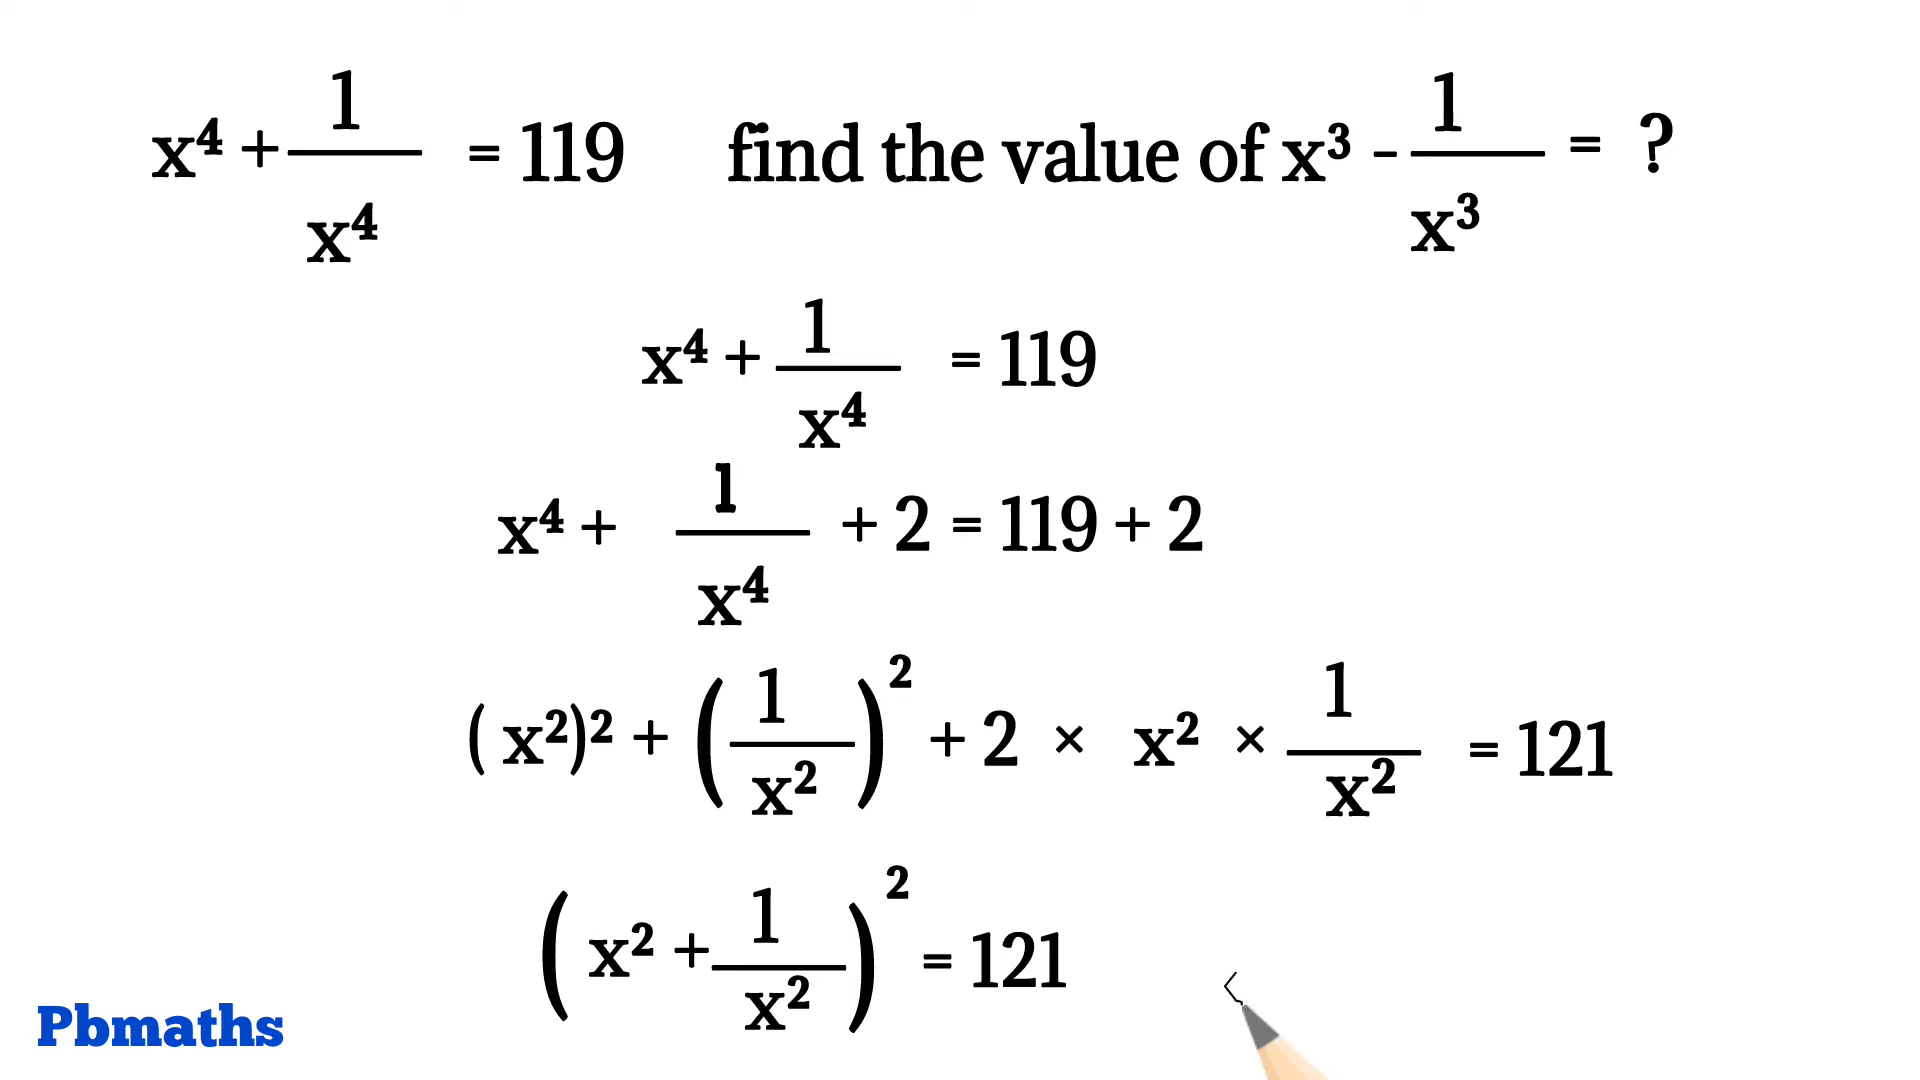 x⁴ + 1/x⁴ = 119 find the value of x³ - 1/x³ = ?
x⁴ + 1/x⁴ = 119
x⁴ + 1/x⁴ + 2 = 119 + 2
(x²)² + (1/x²)² + 2 × x² × 1/x² = 121
(x² + 1/x²)² = 121
Pbmaths